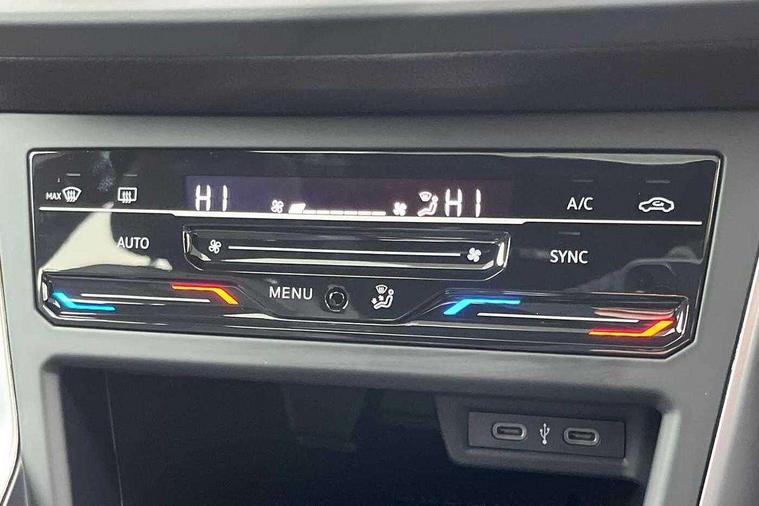 HI HI
MAX A/C
AUTO SYNC
MENU